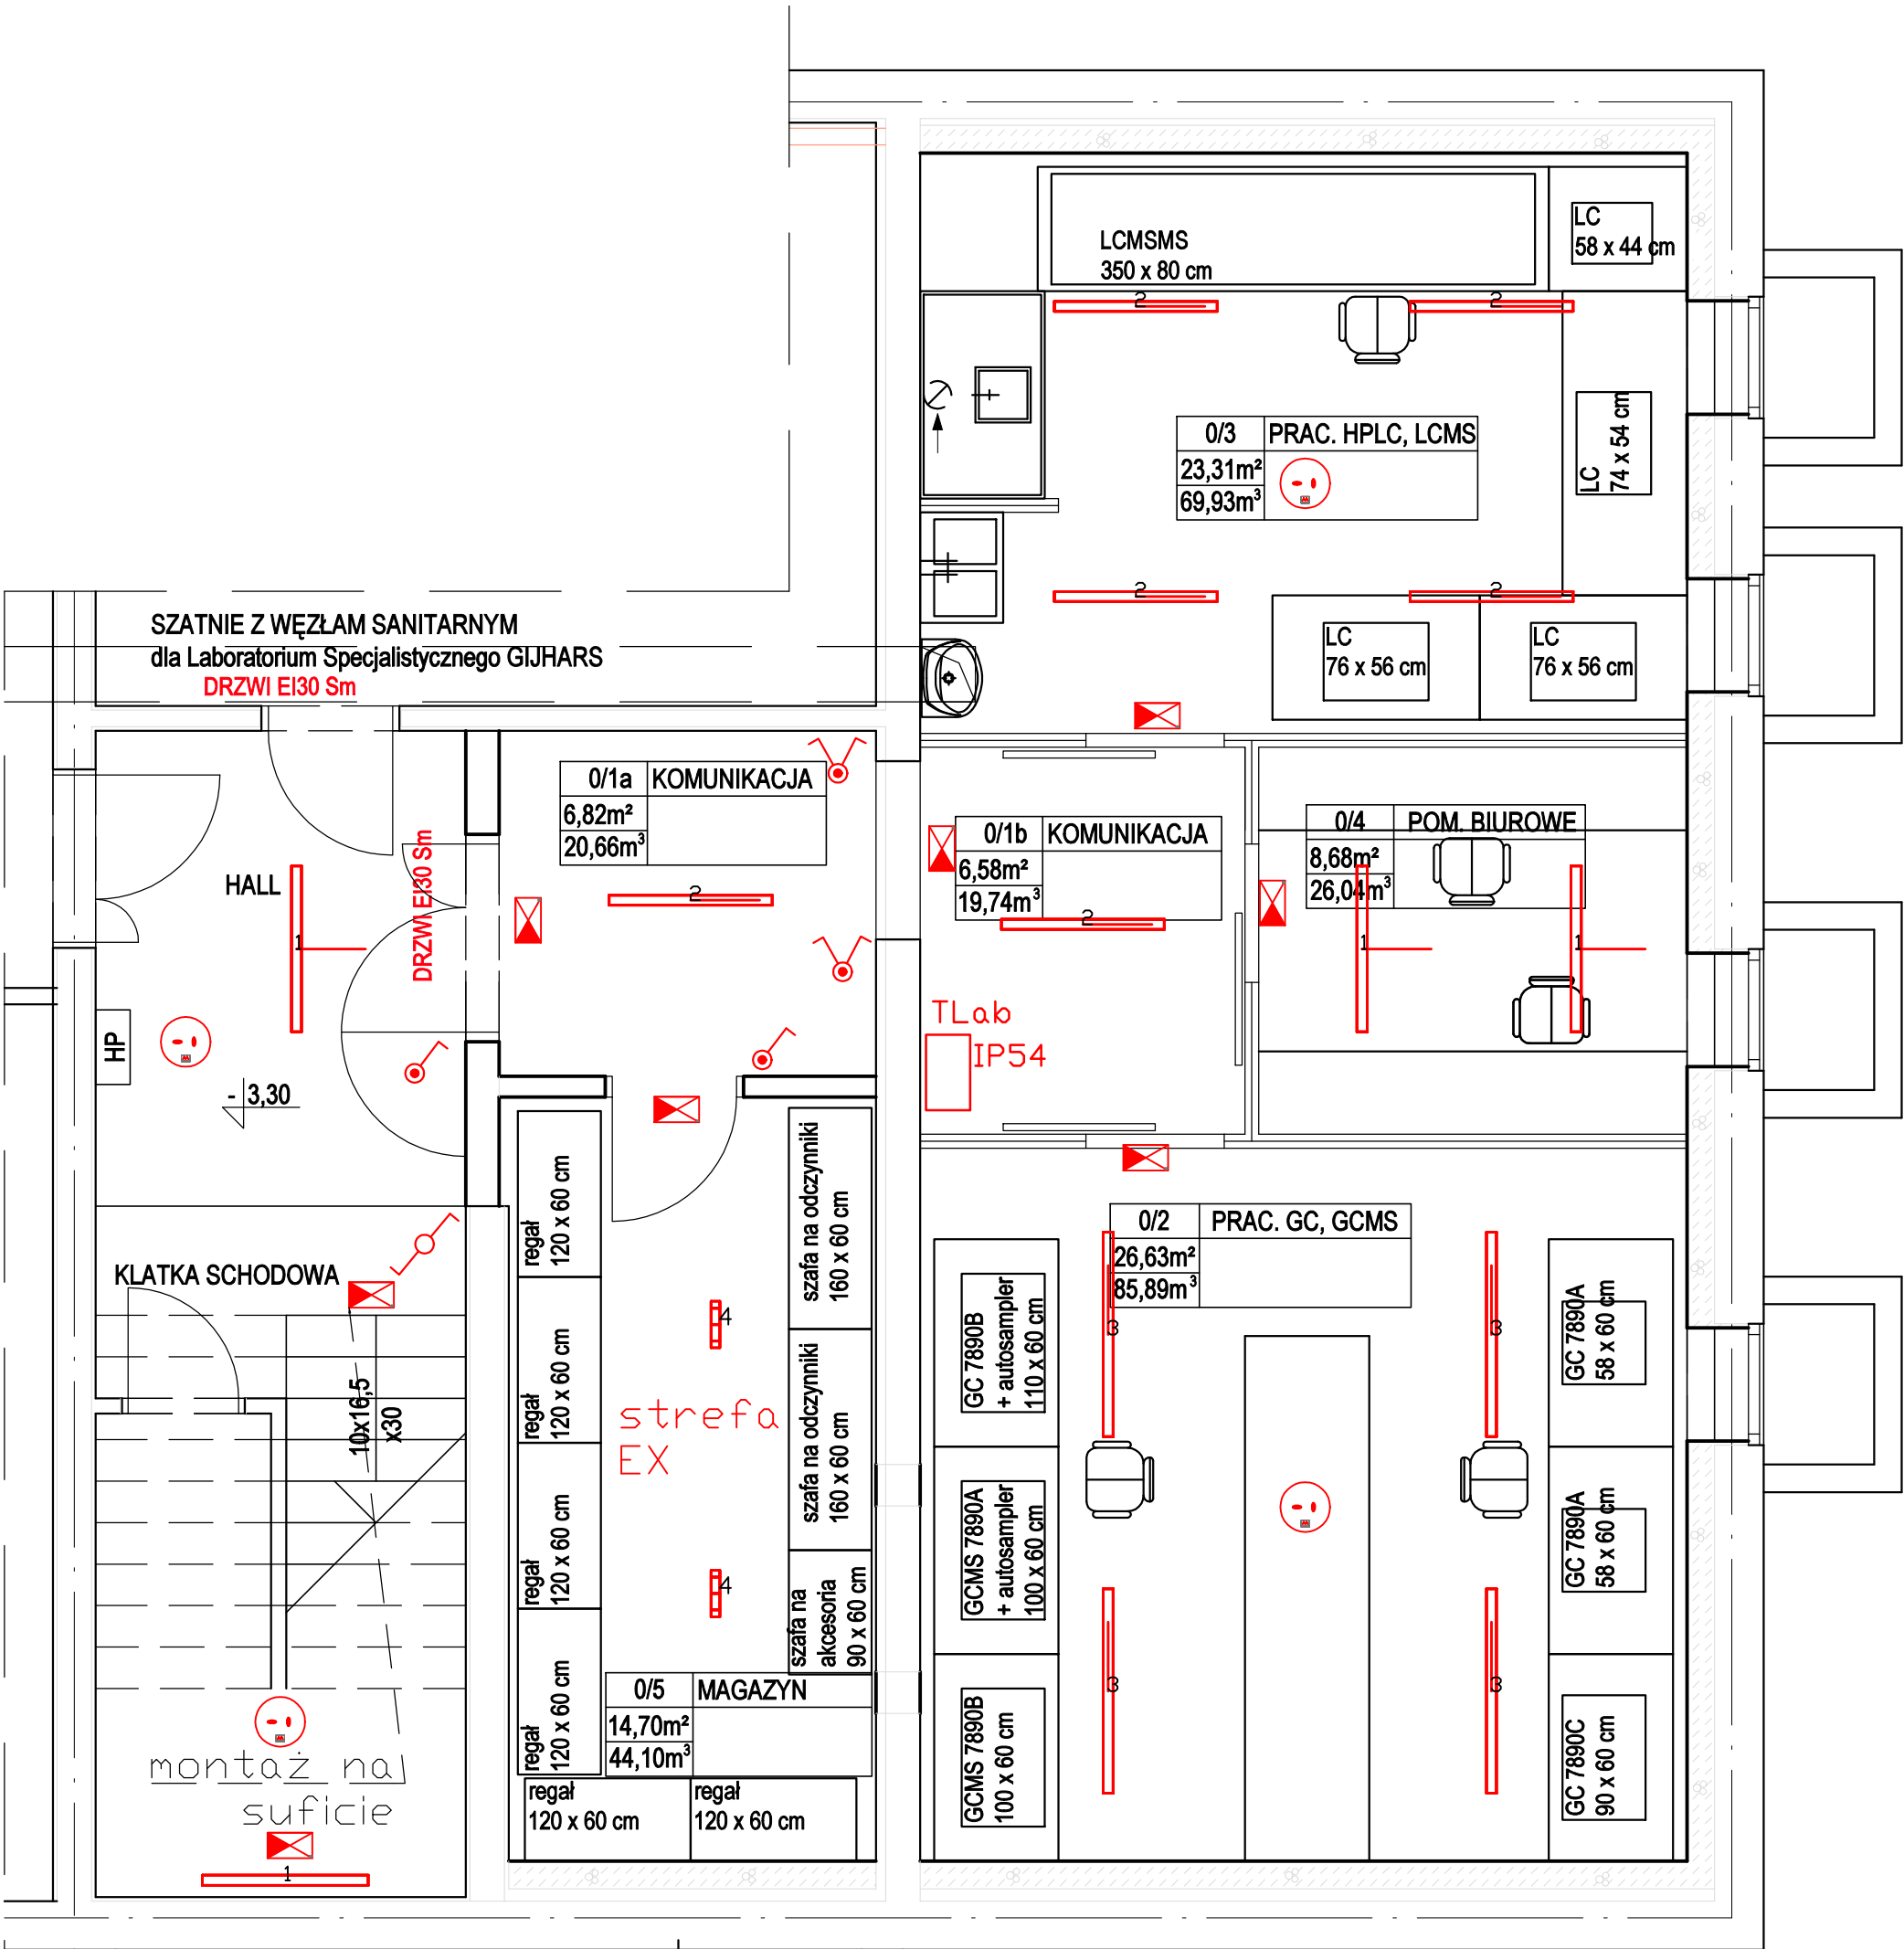 LCMSMS
350 x 80 cm
LC
58 x 44 cm
2
2
LC
74 x 54 cm
0/3 PRAC. HPLC, LCMS
23,31m²
69,93m³
2
2
LC
76 x 56 cm
LC
76 x 56 cm
SZATNIE Z WĘZŁAM SANITARNYM
dla Laboratorium Specjalistycznego GIJHARS
DRZWI EI30 Sm
0/1a KOMUNIKACJA
6,82m²
20,66m³
2
0/1b KOMUNIKACJA
6,58m²
19,74m³
2
0/4 POM. BIUROWE
8,68m²
26,04m³
1
1
HALL
1
DRZWI EI30 Sm
HP
- 3,30
TLab
IP54
KLATKA SCHODOWA
10x16,5
x30
montaż na
suficie
1
regał
120 x 60 cm
regał
120 x 60 cm
regał
120 x 60 cm
regał
120 x 60 cm
regał
120 x 60 cm
regał
120 x 60 cm
szafa na odczynniki
160 x 60 cm
szafa na odczynniki
160 x 60 cm
szafa na
akcesoria
90 x 60 cm
4
strefa
EX
4
0/5 MAGAZYN
14,70m²
44,10m³
0/2 PRAC. GC, GCMS
26,63m²
85,89m³
3
3
GC 7890B
+ autosampler
110 x 60 cm
GCMS 7890A
+ autosampler
100 x 60 cm
GCMS 7890B
100 x 60 cm
GC 7890A
58 x 60 cm
GC 7890A
58 x 60 cm
GC 7890C
90 x 60 cm
3
3